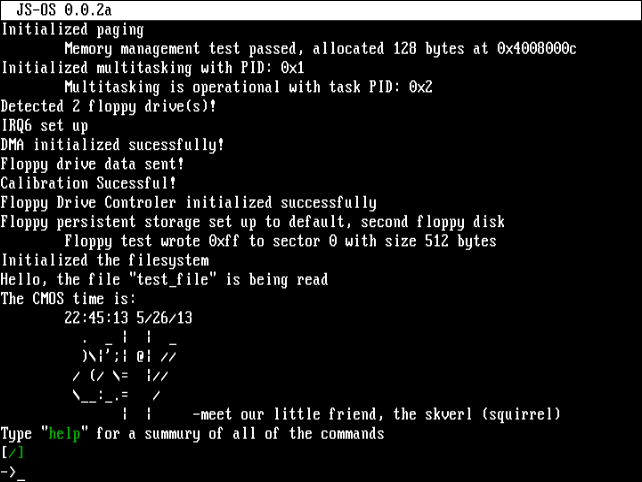 JS-OS 0.0.2a
Initialized paging
Memory management test passed, allocated 128 bytes at 0x4008000c
Initialized multitasking with PID: 0x1
Multitasking is operational with task PID: 0x2
Detected 2 floppy drive(s)!
IRQ6 set up
DMA initialized sucessfully!
Floppy drive data sent!
Calibration Sucessful!
Floppy Drive Controler initialized successfully
Floppy persistent storage set up to default, second floppy disk
Floppy test wrote 0xff to sector 0 with size 512 bytes
Initialized the filesystem
Hello, the file "test_file" is being read
The CMOS time is:
22:45:13 5/26/13
.  _ |  |  _
)\|';| @| //
/ (/ \=  |//
\__:_.=   /
|  |     -meet our little friend, the skverl (squirrel)
Type "help" for a summury of all of the commands
[/]
->_